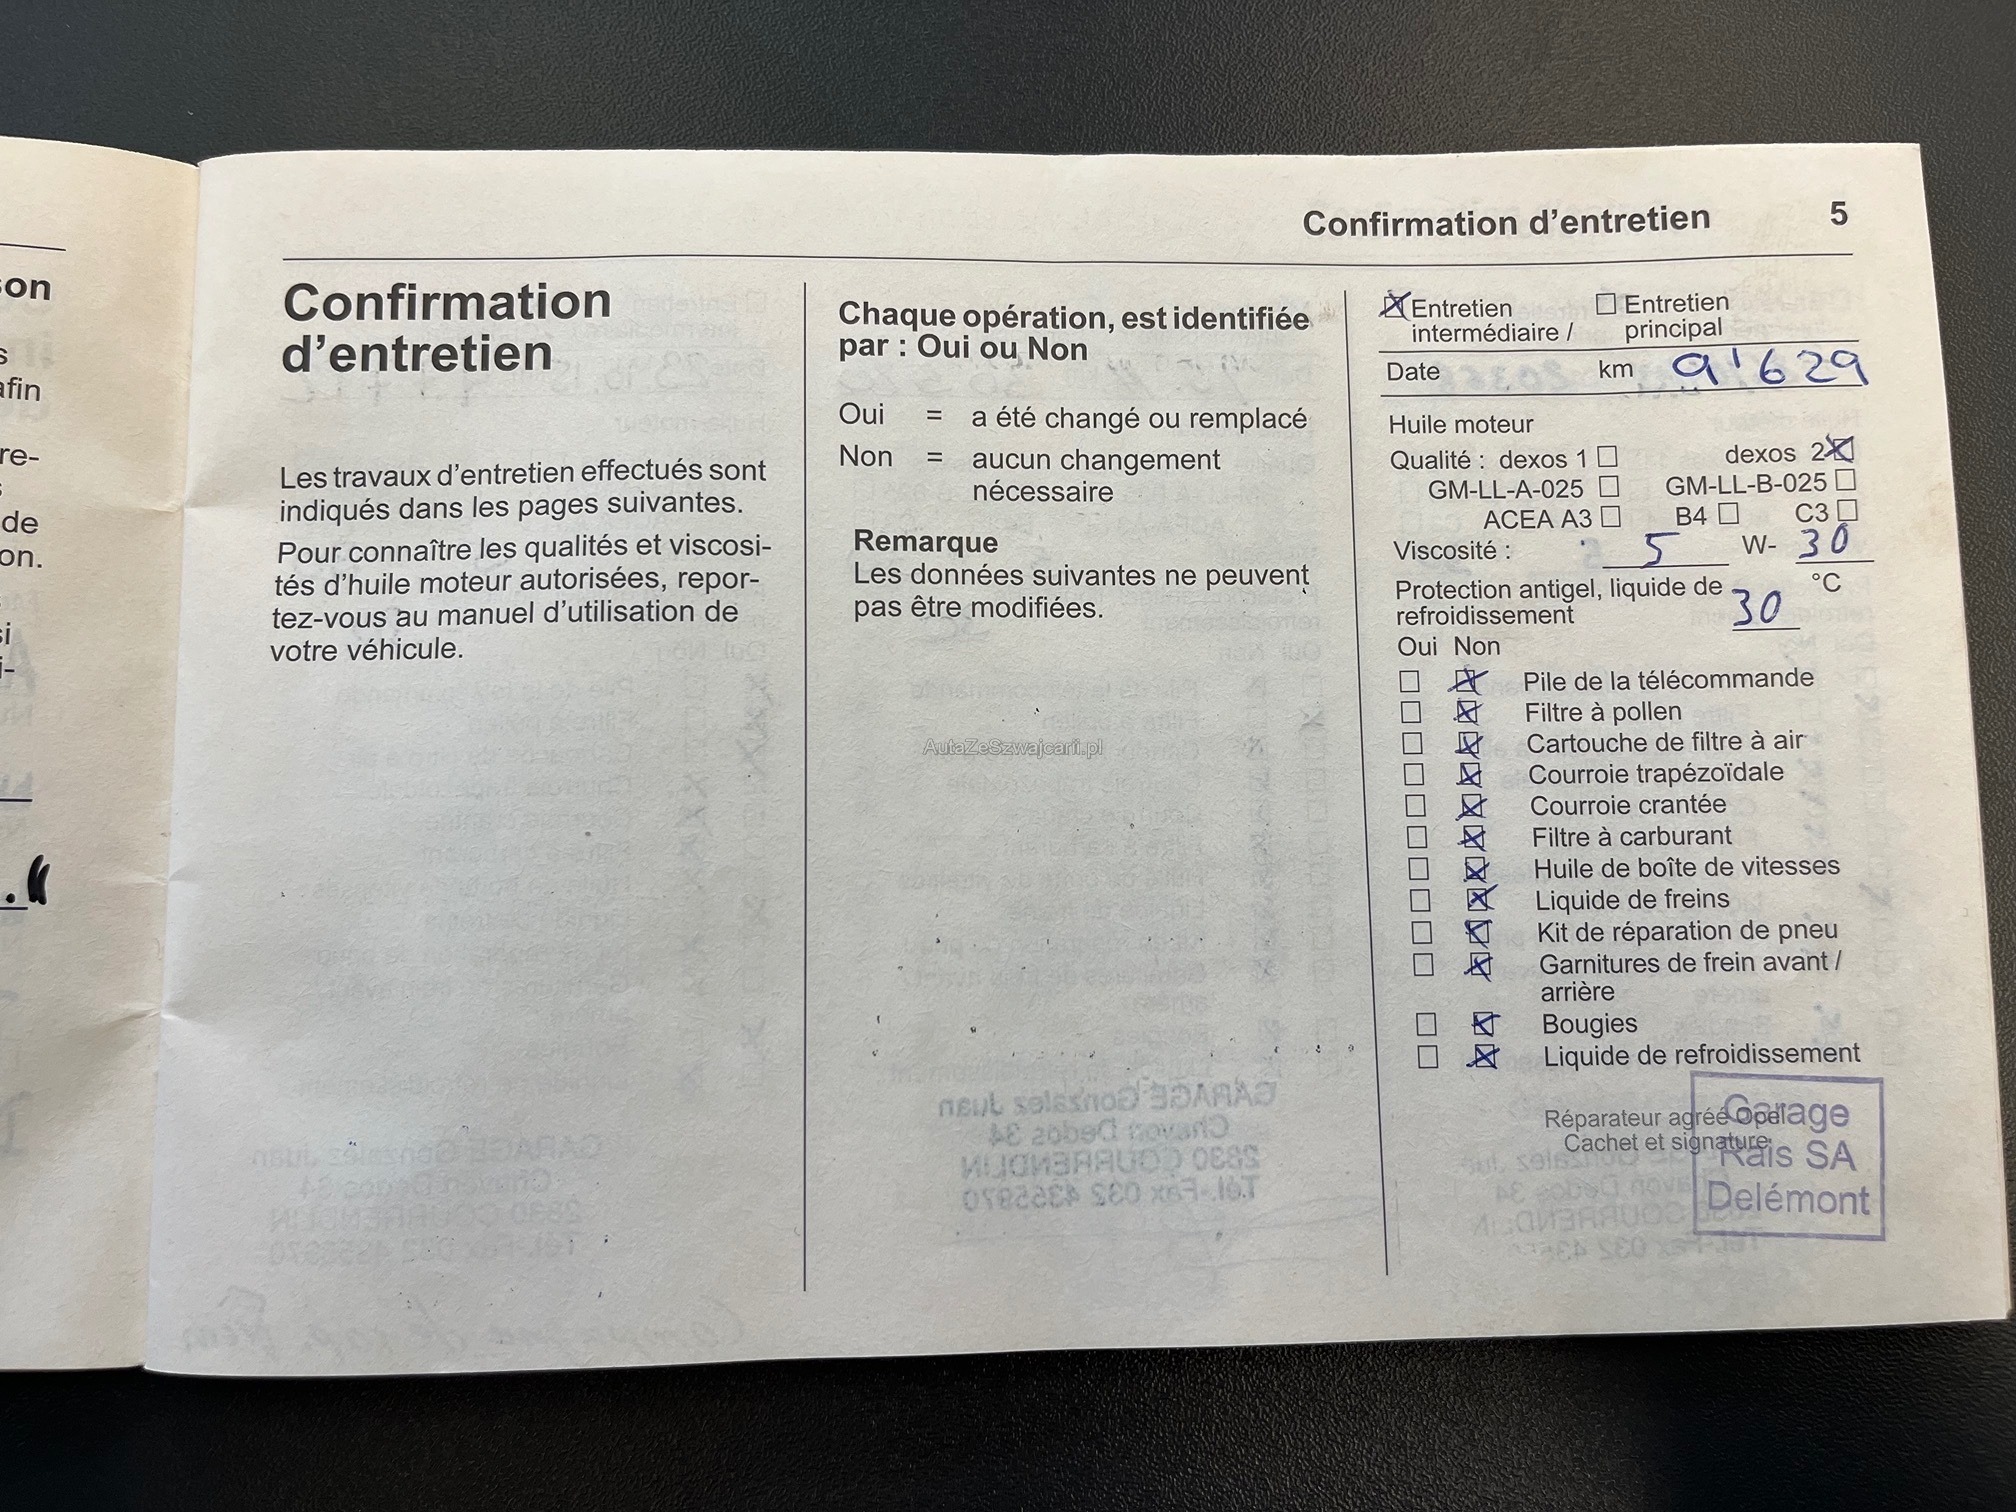 son
s
afin
re-
s
de
on.
si
i-
Confirmation d’entretien 5
Confirmation
d’entretien
Les travaux d’entretien effectués sont
indiqués dans les pages suivantes.
Pour connaître les qualités et viscosi-
tés d’huile moteur autorisées, repor-
tez-vous au manuel d’utilisation de
votre véhicule.
Chaque opération, est identifiée
par : Oui ou Non
Oui = a été changé ou remplacé
Non = aucun changement
nécessaire
Remarque
Les données suivantes ne peuvent
pas être modifiées.
AutaZeSzwajcarii.pl
☒ Entretien ☐ Entretien
intermédiaire / principal
Date km 9'629
Huile moteur
Qualité : dexos 1 ☐ dexos 2 ☒
GM-LL-A-025 ☐ GM-LL-B-025 ☐
ACEA A3 ☐ B4 ☐ C3 ☐
Viscosité : 5 W- 30
Protection antigel, liquide de °C
refroidissement 30
Oui Non
☐ ☒ Pile de la télécommande
☐ ☒ Filtre à pollen
☐ ☒ Cartouche de filtre à air
☐ ☒ Courroie trapézoïdale
☐ ☒ Courroie crantée
☐ ☒ Filtre à carburant
☐ ☒ Huile de boîte de vitesses
☐ ☒ Liquide de freins
☐ ☒ Kit de réparation de pneu
☐ ☒ Garnitures de frein avant /
arrière
☐ ☒ Bougies
☐ ☒ Liquide de refroidissement
Réparateur agréé Opel
Cachet et signature
Garage
Rais SA
Delémont
GARAGE Gonzalez Juan
Chavon Dedos 34
2830 COURRENDLIN
Tél.-Fax 032 4355970